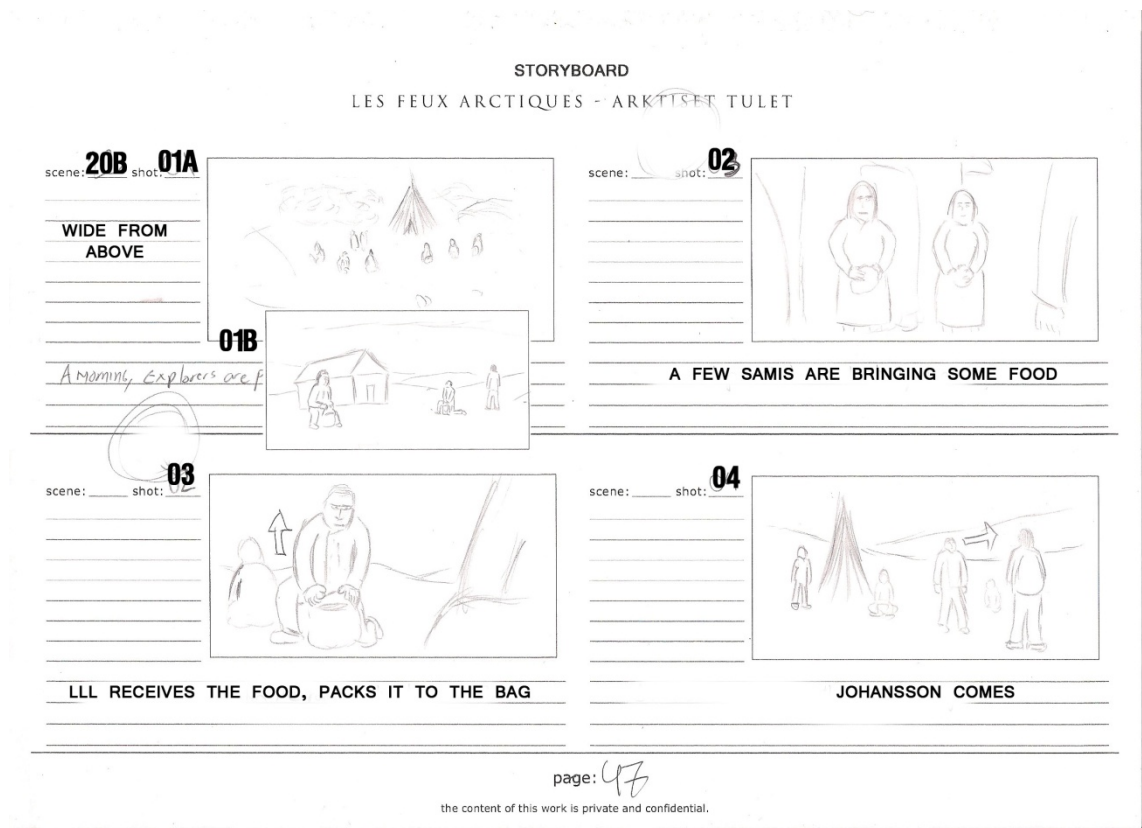 STORYBOARD
LES FEUX ARCTIQUES - ARKTISET TULET
scene: 20B shot: 01A
WIDE FROM
ABOVE
01B
A Morning, Explorers are
scene: shot: 02
A FEW SAMIS ARE BRINGING SOME FOOD
scene: shot: 03
LLL RECEIVES THE FOOD, PACKS IT TO THE BAG
scene: shot: 04
JOHANSSON COMES
page: 47
the content of this work is private and confidential.